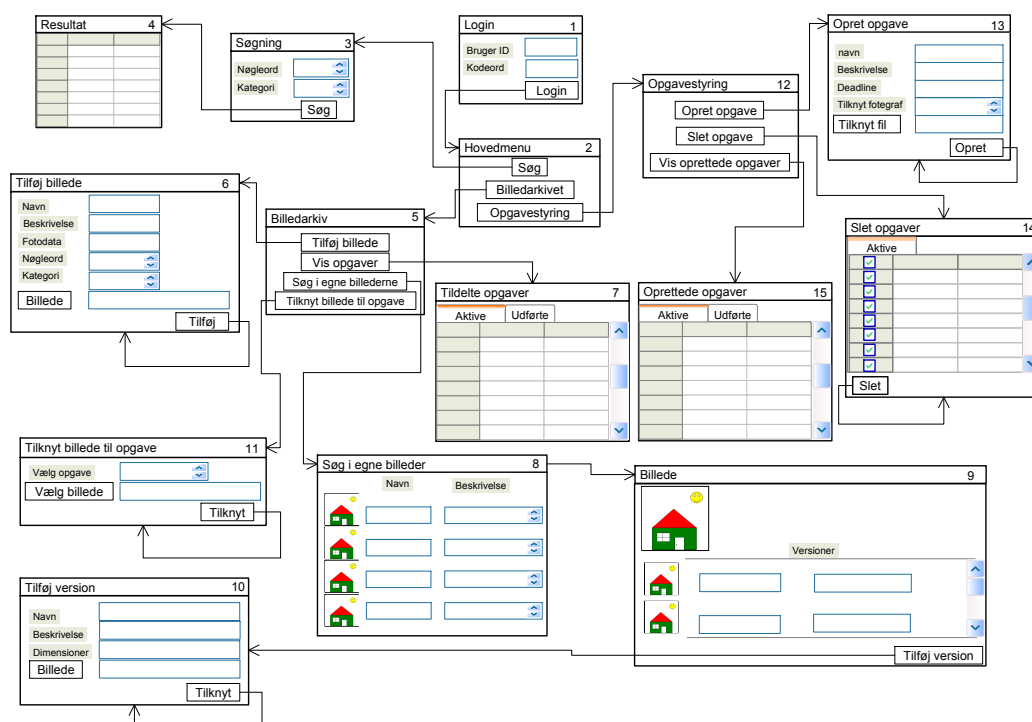 Resultat 4
Søgning 3
Nøgleord
Kategori
Søg
Login 1
Bruger ID
Kodeord
Login
Hovedmenu 2
Søg
Billedarkivet
Opgavestyring
Opgavestyring 12
Opret opgave
Slet opgave
Vis oprettede opgaver
Opret opgave 13
navn
Beskrivelse
Deadline
Tilknyt fotegraf
Tilknyt fil
Opret
Tilføj billede 6
Navn
Beskrivelse
Fotodata
Nøgleord
Kategori
Billede
Tilføj
Billedarkiv 5
Tilføj billede
Vis opgaver
Søg i egne billederne
Tilknyt billede til opgave
Tildelte opgaver 7
Aktive Udførte
Oprettede opgaver 15
Aktive Udførte
Slet opgaver 14
Aktive
Slet
Tilknyt billede til opgave 11
Vælg opgave
Vælg billede
Tilknyt
Søg i egne billeder 8
Navn Beskrivelse
Billede 9
Versioner
Tilføj version
Tilføj version 10
Navn
Beskrivelse
Dimensioner
Billede
Tilknyt